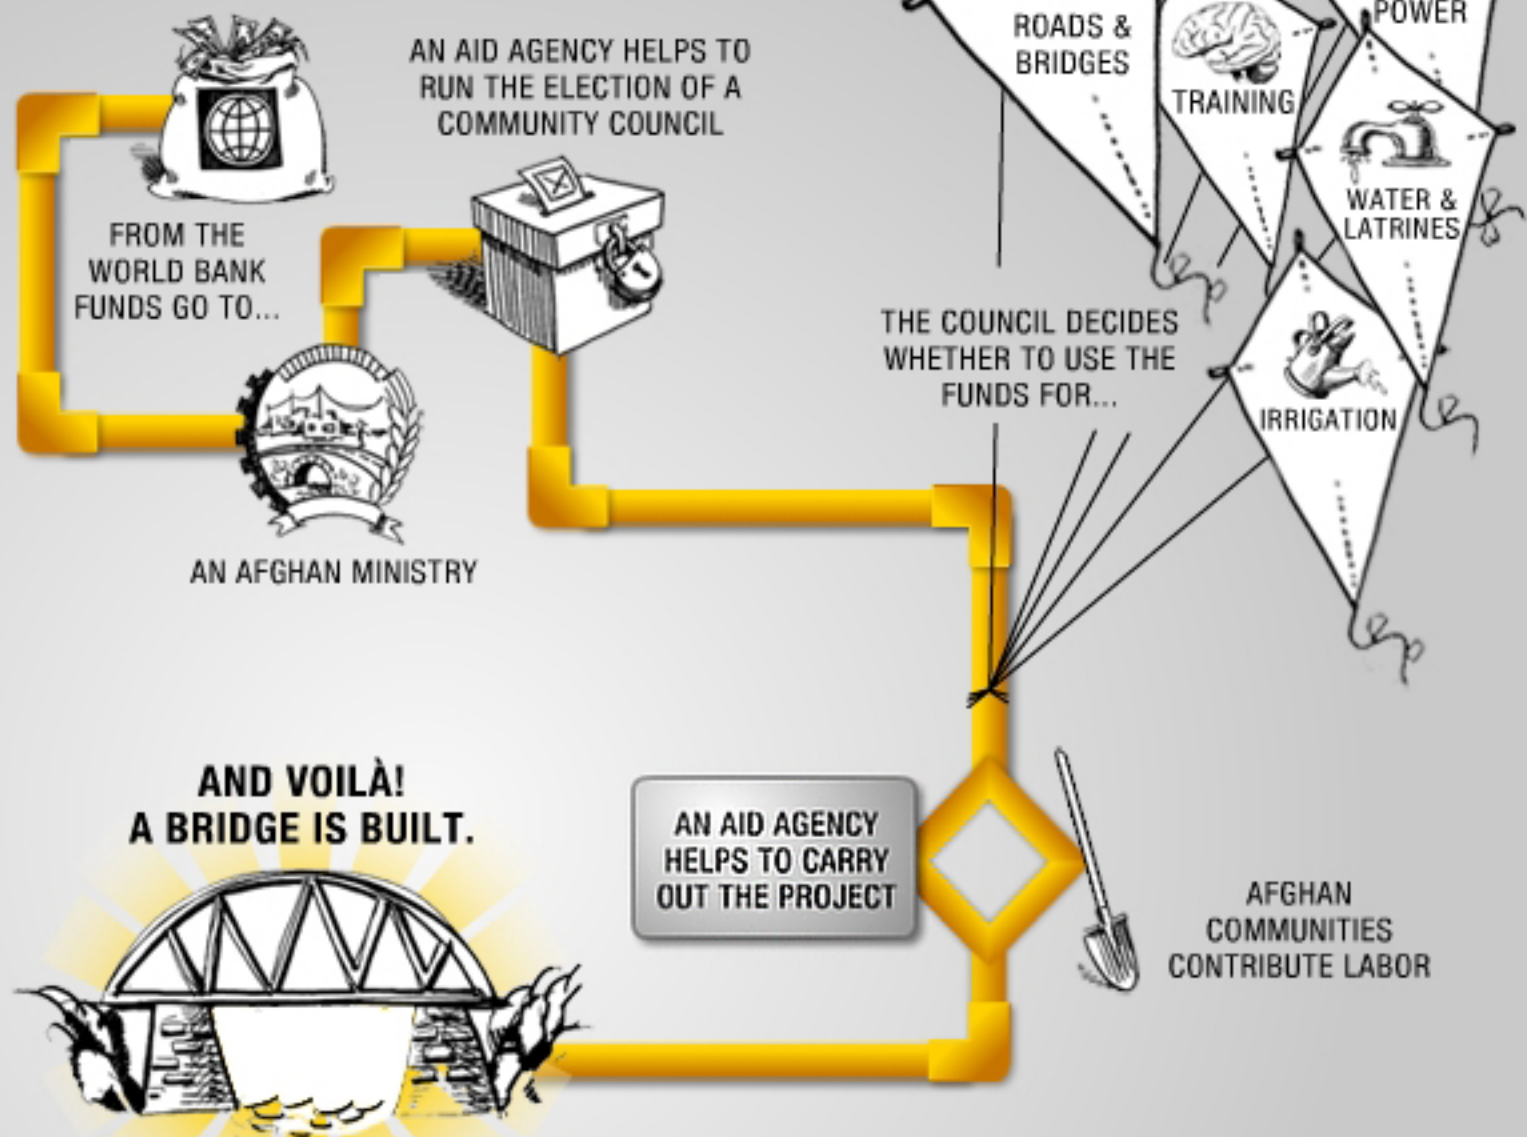 AN AID AGENCY HELPS TO
RUN THE ELECTION OF A
COMMUNITY COUNCIL
FROM THE
WORLD BANK
FUNDS GO TO...
AN AFGHAN MINISTRY
THE COUNCIL DECIDES
WHETHER TO USE THE
FUNDS FOR...
ROADS &
BRIDGES
TRAINING
POWER
WATER &
LATRINES
IRRIGATION
AN AID AGENCY
HELPS TO CARRY
OUT THE PROJECT
AFGHAN
COMMUNITIES
CONTRIBUTE LABOR
AND VOILÀ!
A BRIDGE IS BUILT.